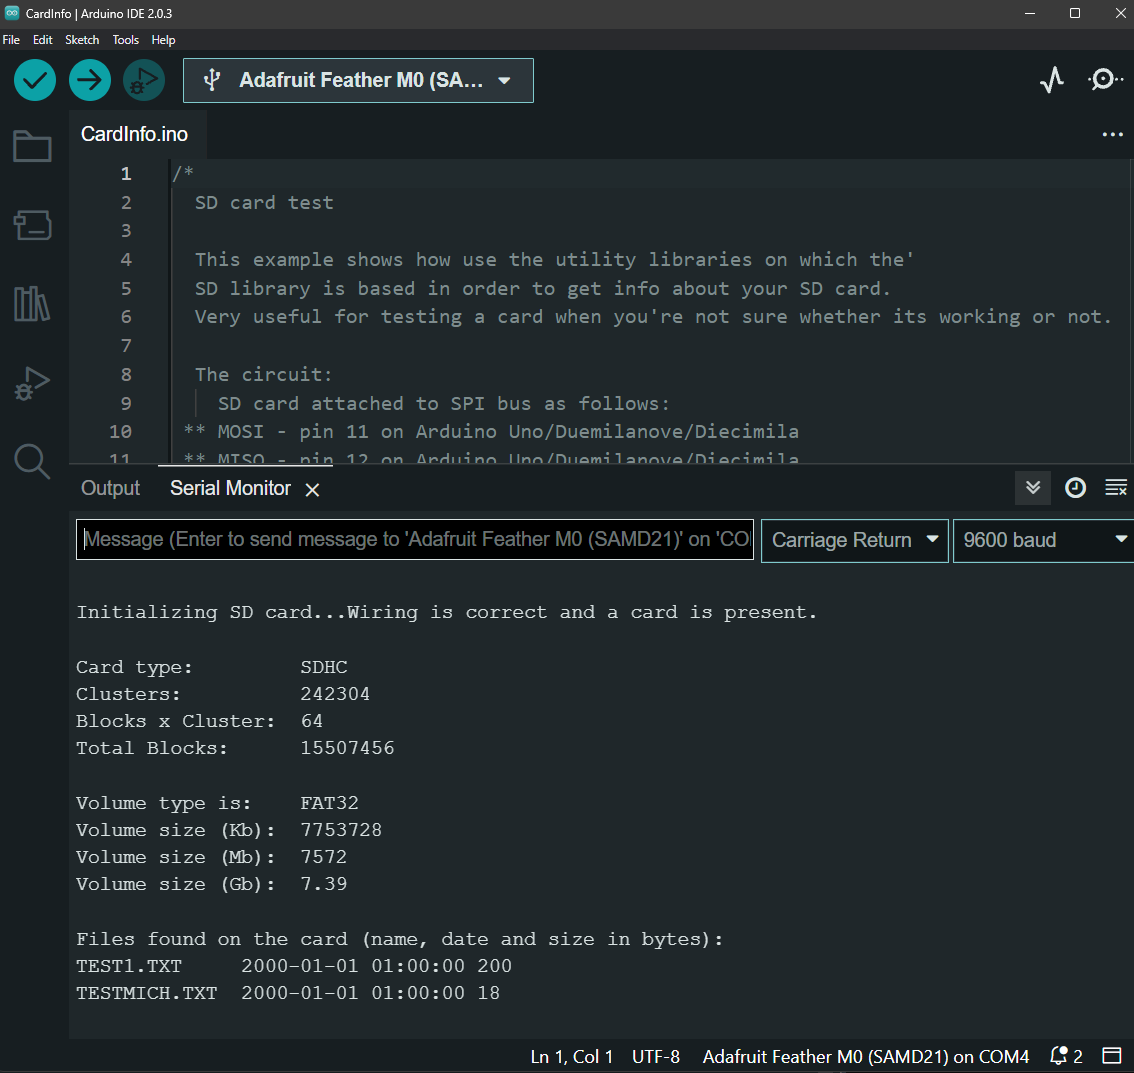 CardInfo | Arduino IDE 2.0.3
File Edit Sketch Tools Help
Adafruit Feather M0 (SA...
CardInfo.ino
1 /*
2 SD card test
3
4 This example shows how use the utility libraries on which the'
5 SD library is based in order to get info about your SD card.
6 Very useful for testing a card when you're not sure whether its working or not.
7
8 The circuit:
9 SD card attached to SPI bus as follows:
10 ** MOSI - pin 11 on Arduino Uno/Duemilanove/Diecimila
11 ** MISO - pin 12 on Arduino Uno/Duemilanove/Diecimila
Output Serial Monitor
Message (Enter to send message to 'Adafruit Feather M0 (SAMD21)' on 'CO
Carriage Return
9600 baud
Initializing SD card...Wiring is correct and a card is present.
Card type: SDHC
Clusters: 242304
Blocks x Cluster: 64
Total Blocks: 15507456
Volume type is: FAT32
Volume size (Kb): 7753728
Volume size (Mb): 7572
Volume size (Gb): 7.39
Files found on the card (name, date and size in bytes):
TEST1.TXT 2000-01-01 01:00:00 200
TESTMICH.TXT 2000-01-01 01:00:00 18
Ln 1, Col 1 UTF-8 Adafruit Feather M0 (SAMD21) on COM4 2